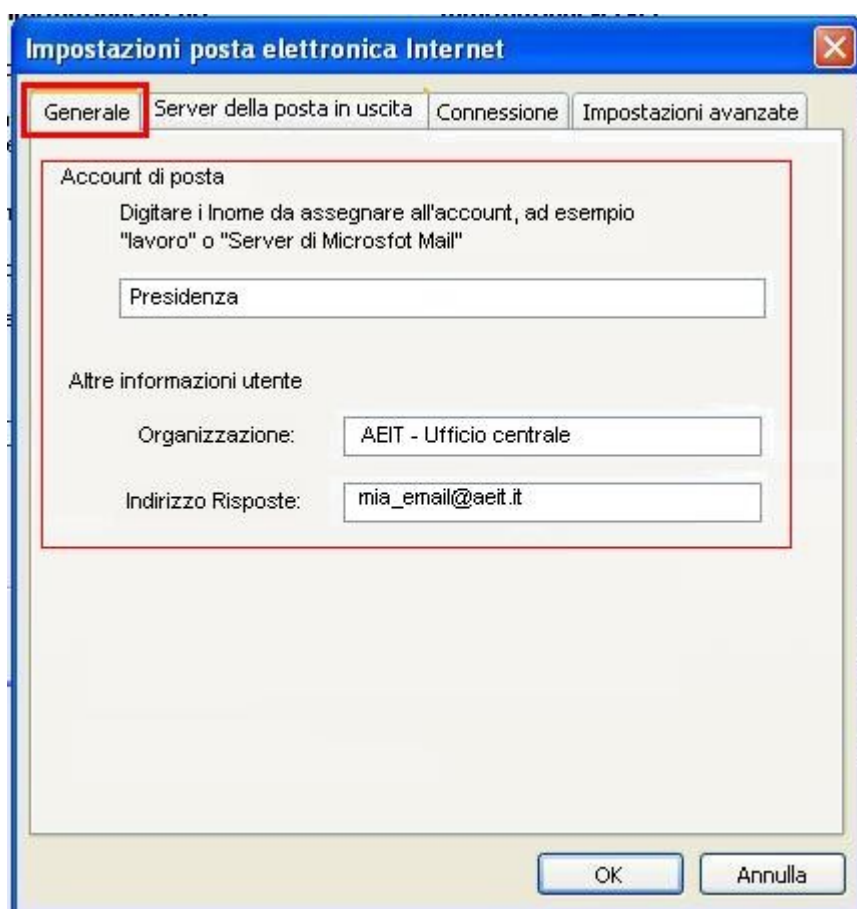 Impostazioni posta elettronica Internet
Generale Server della posta in uscita Connessione Impostazioni avanzate
Account di posta
Digitare i lnome da assegnare all'account, ad esempio
"lavoro" o "Server di Microsfot Mail"
Presidenza
Altre informazioni utente
Organizzazione: AEIT - Ufficio centrale
Indirizzo Risposte: mia_email@aeit.it
OK Annulla